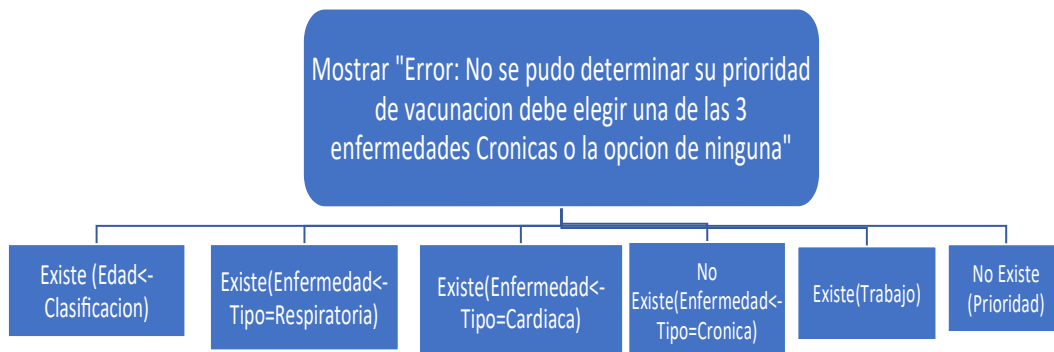 Mostrar "Error: No se pudo determinar su prioridad
de vacunacion debe elegir una de las 3
enfermedades Cronicas o la opcion de ninguna"
Existe (Edad<-
Clasificacion)
Existe(Enfermedad<-
Tipo=Respiratoria)
Existe(Enfermedad<-
Tipo=Cardiaca)
No
Existe(Enfermedad<-
Tipo=Cronica)
Existe(Trabajo)
No Existe
(Prioridad)